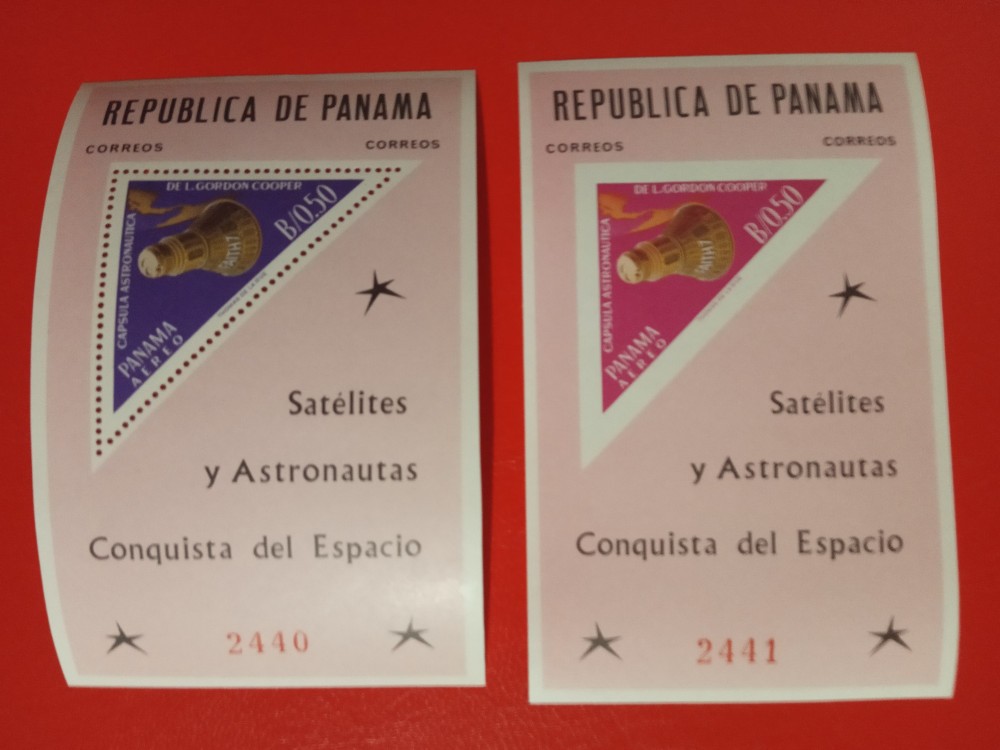 REPUBLICA DE PANAMA
CORREOS CORREOS
DE L. GORDON COOPER
B/0.50
CAPSULA ASTRONAUTICA
FAITH 7
PANAMA
AEREO
Satélites
y Astronautas
Conquista del Espacio
2440
REPUBLICA DE PANAMA
CORREOS CORREOS
DE L. GORDON COOPER
B/0.50
CAPSULA ASTRONAUTICA
FAITH 7
PANAMA
AEREO
Satélites
y Astronautas
Conquista del Espacio
2441